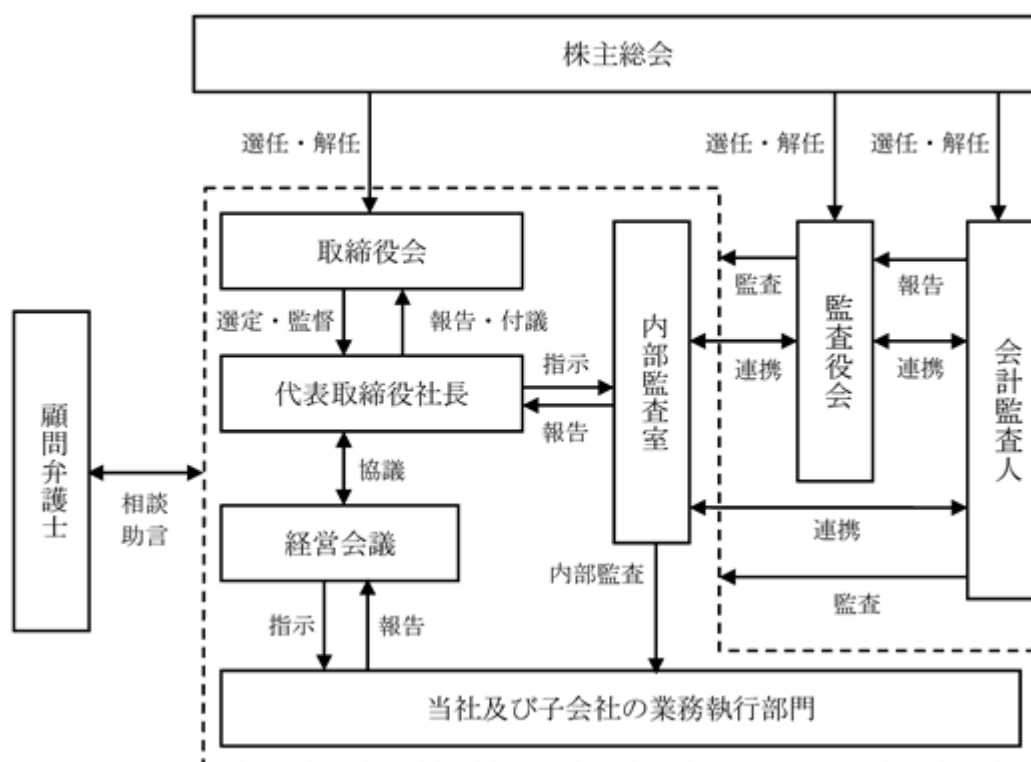 株主総会
選任・解任
選任・解任
選任・解任
取締役会
選定・監督
報告・付議
代表取締役社長
指示
報告
協議
経営会議
指示
報告
内部監査室
内部監査
監査
連携
監査役会
報告
連携
会計監査人
連携
監査
顧問弁護士
相談
助言
当社及び子会社の業務執行部門